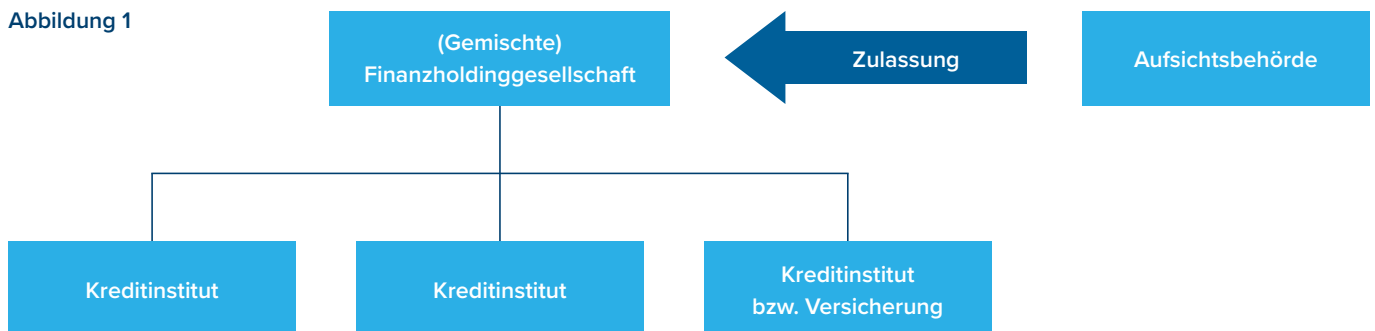 Abbildung 1
(Gemischte)
Finanzholdinggesellschaft
Zulassung
Aufsichtsbehörde
Kreditinstitut
Kreditinstitut
Kreditinstitut
bzw. Versicherung